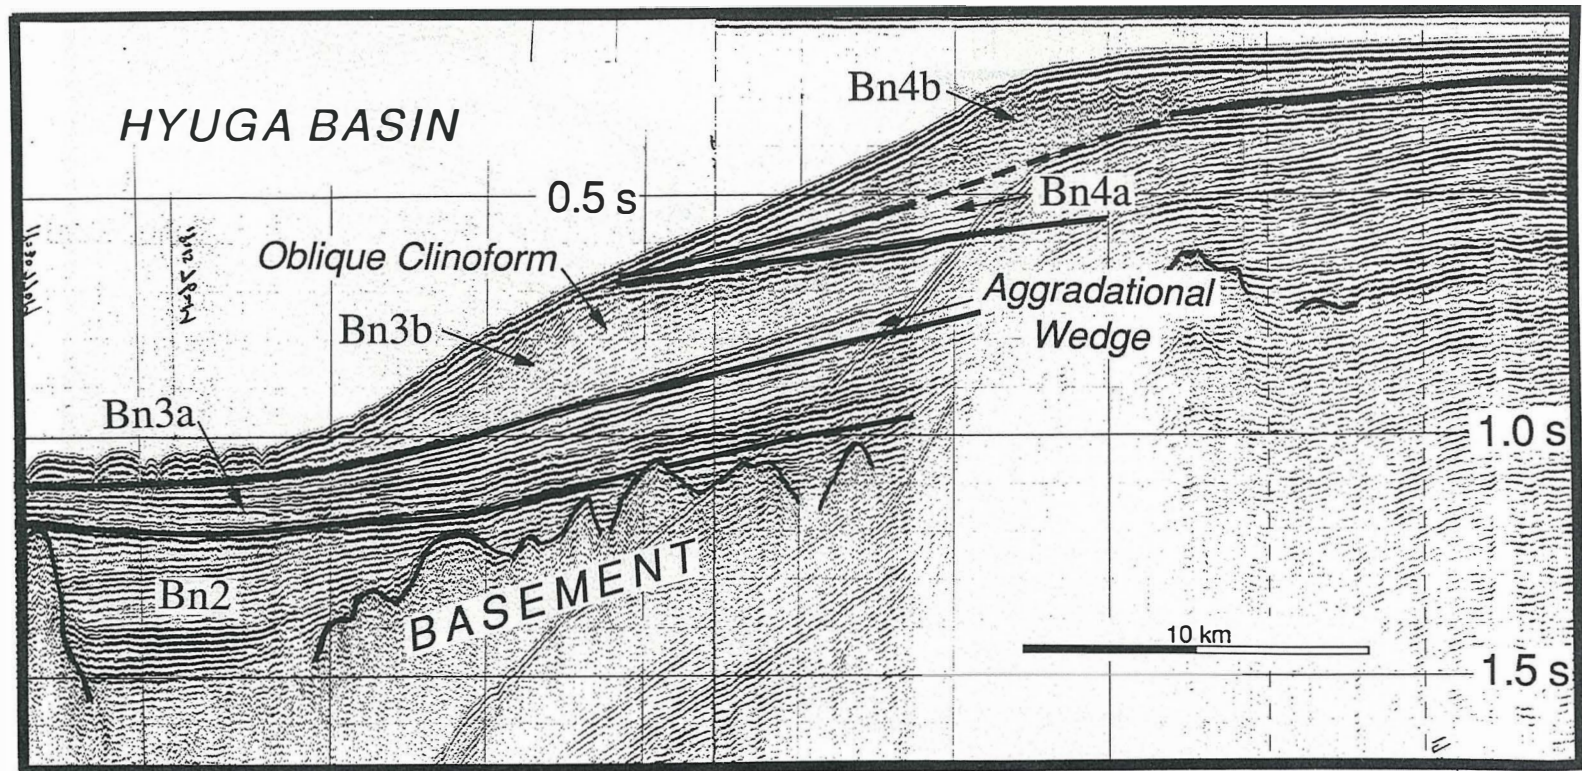 Bn4b
HYUGA BASIN
0.5 s
Bn4a
Oblique Clinoform
Aggradational
Wedge
Bn3b
Bn3a
1.0 s
Bn2
BASEMENT
10 km
1.5 s